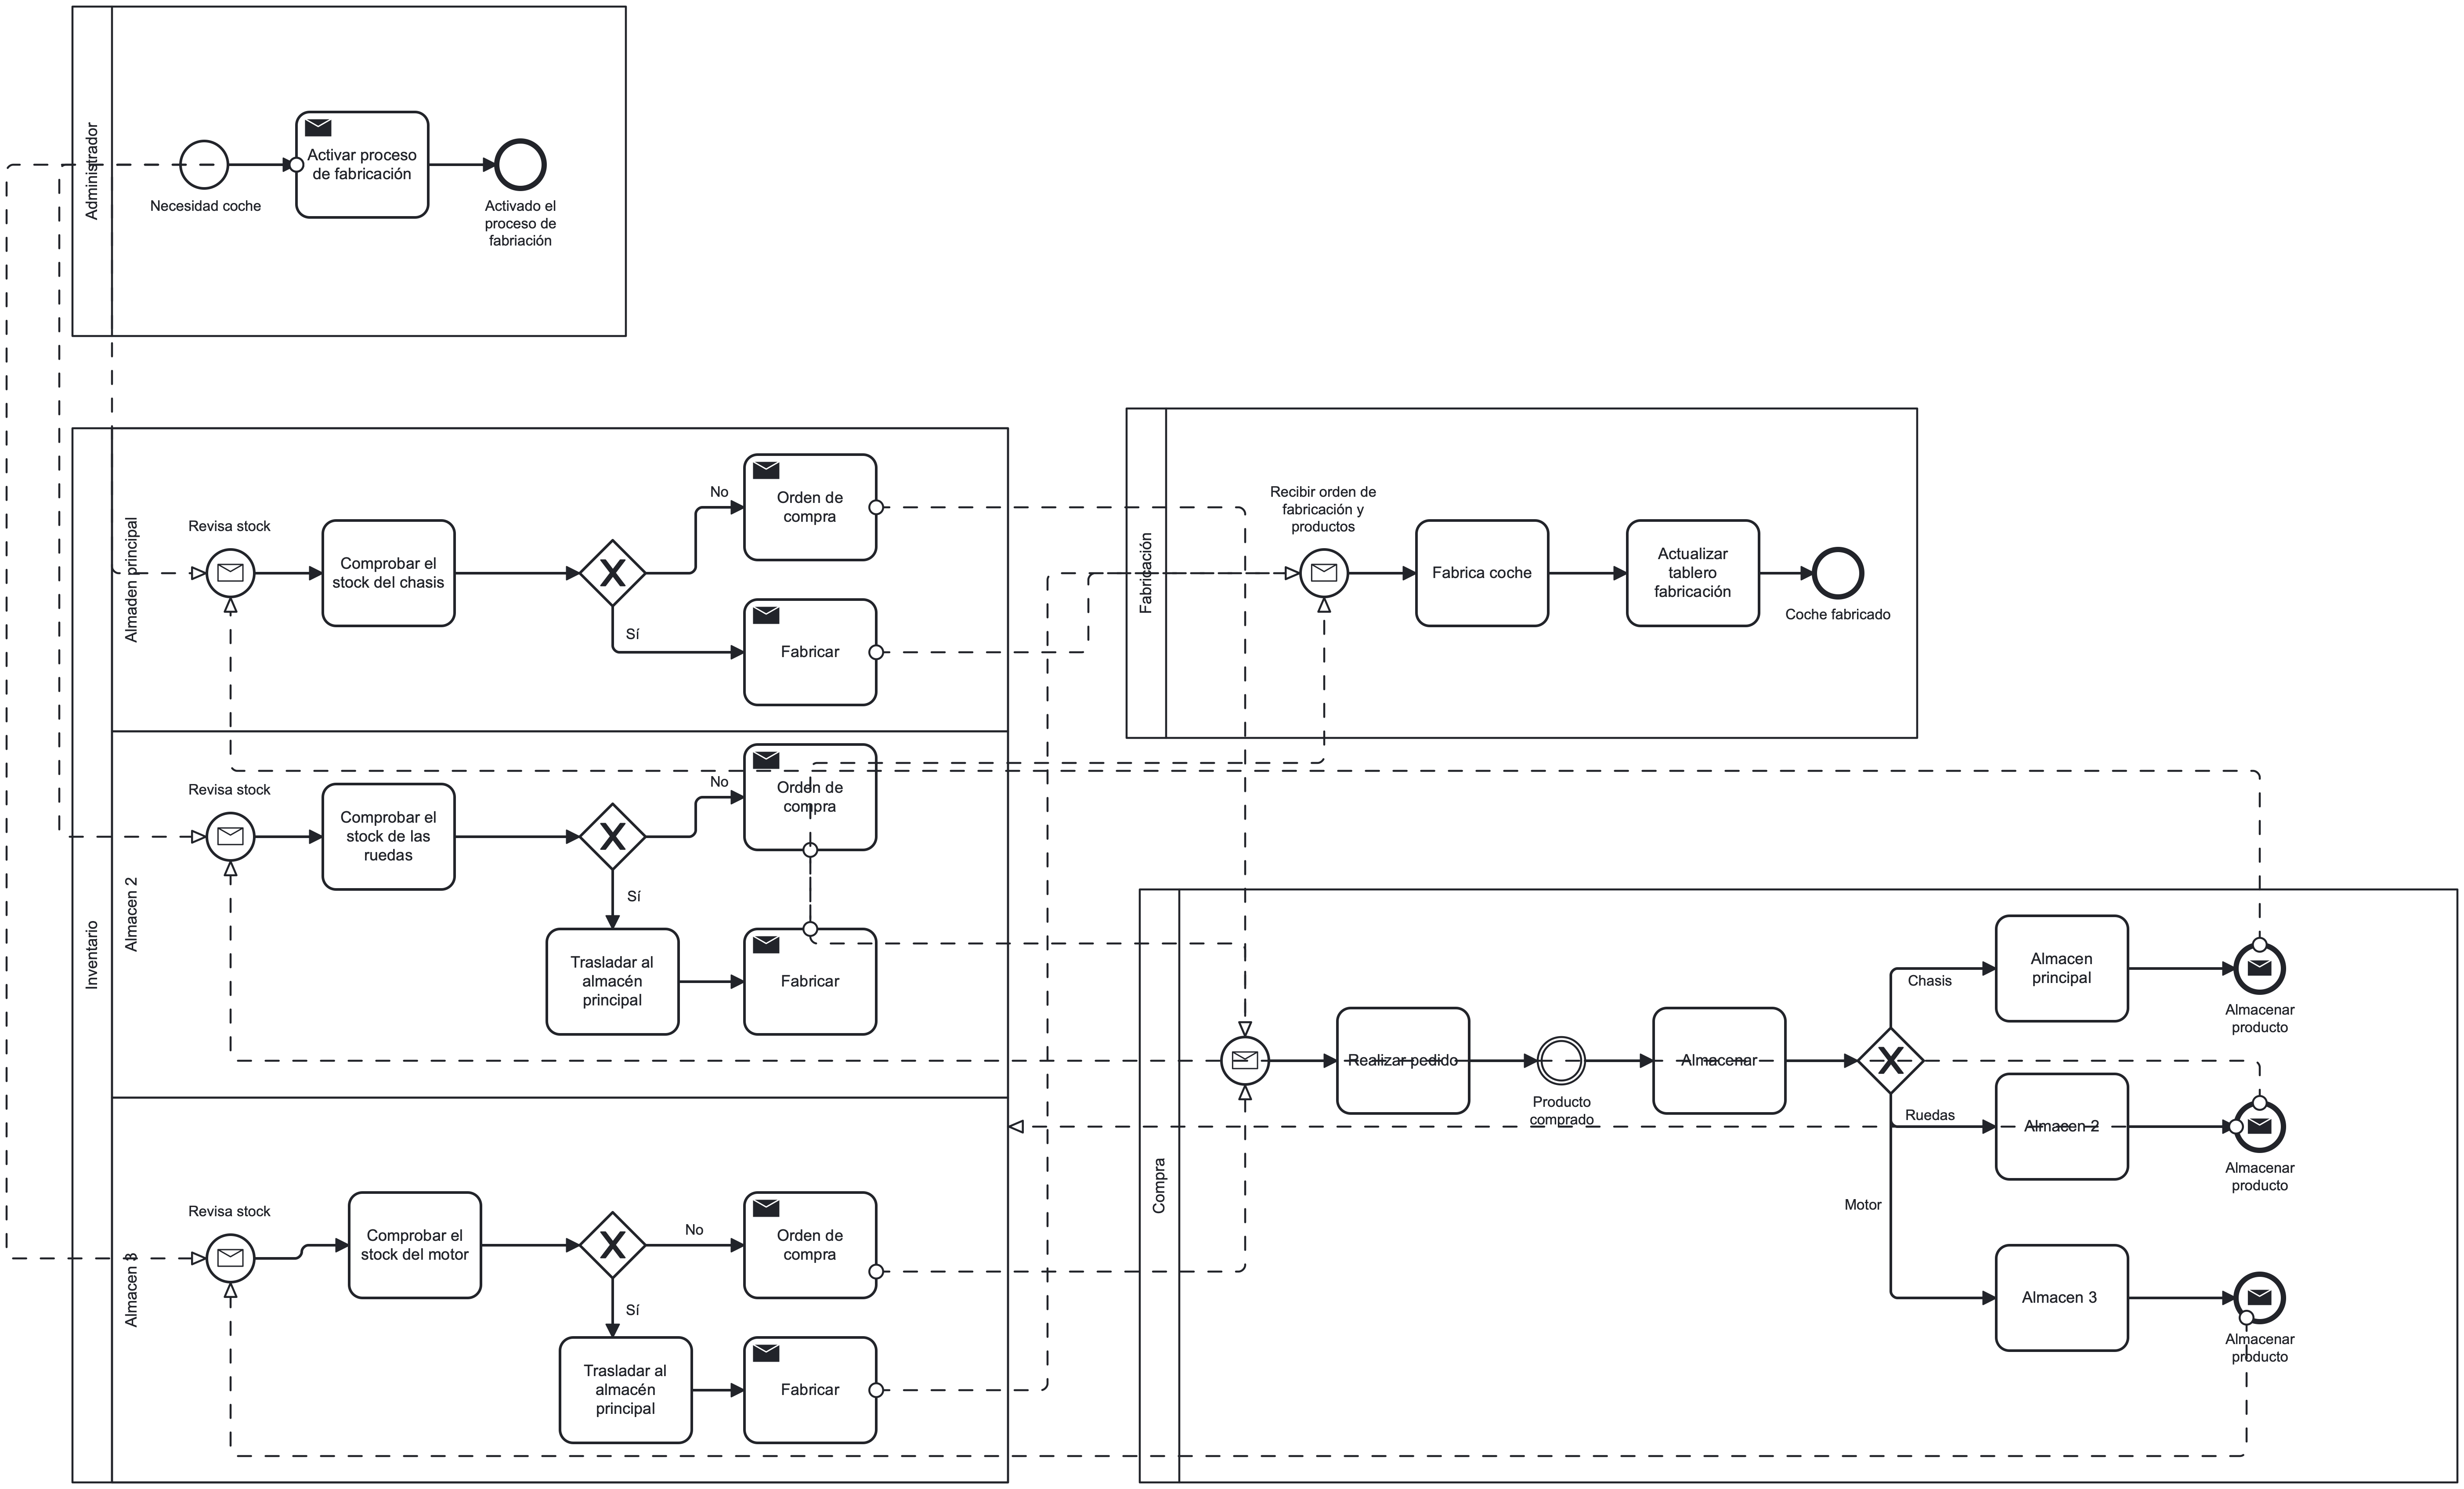 Administrador
Necesidad coche
Activar proceso
de fabricación
Activado el
proceso de
fabriación
Inventario
Almaden principal
Revisa stock
Comprobar el
stock del chasis
No
Sí
Orden de
compra
Fabricar
Almacen 2
Revisa stock
Comprobar el
stock de las
ruedas
No
Sí
Orden de
compra
Trasladar al
almacén
principal
Fabricar
Almacen 3
Revisa stock
Comprobar el
stock del motor
No
Sí
Orden de
compra
Trasladar al
almacén
principal
Fabricar
Fabricación
Recibir orden de
fabricación y
productos
Fabrica coche
Actualizar
tablero
fabricación
Coche fabricado
Compra
Realizar pedido
Producto
comprado
Almacenar
Chasis
Ruedas
Motor
Almacen
principal
Almacenar
producto
Almacen 2
Almacenar
producto
Almacen 3
Almacenar
producto